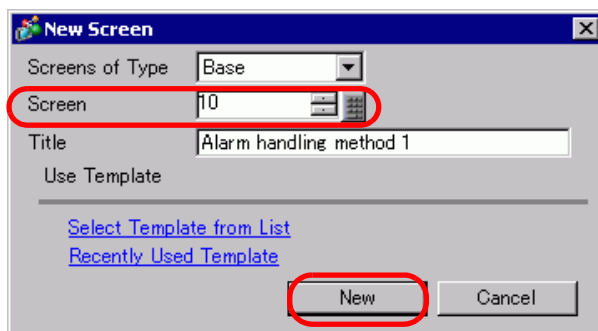 New Screen
Screens of Type Base
Screen 10
Title Alarm handling method 1
Use Template
Select Template from List
Recently Used Template
New Cancel